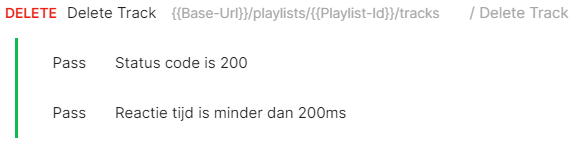 DELETE Delete Track {{Base-Url}}/playlists/{{Playlist-Id}}/tracks / Delete Track
Pass Status code is 200
Pass Reactie tijd is minder dan 200ms